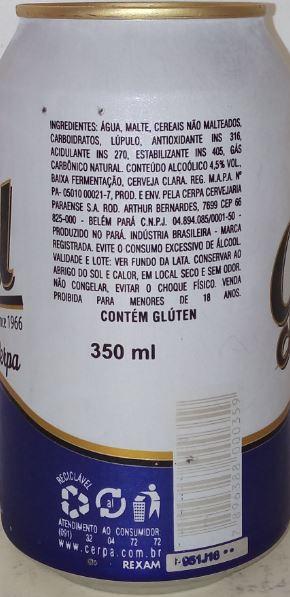 INGREDIENTES: ÁGUA, MALTE, CEREAIS NÃO MALTEADOS,
CARBOIDRATOS, LÚPULO, ANTIOXIDANTE INS 316,
ACIDULANTE INS 270, ESTABILIZANTE INS 405, GÁS
CARBÔNICO NATURAL. CONTEÚDO ALCOÓLICO 4,5% VOL.
BAIXA FERMENTAÇÃO, CERVEJA CLARA. REG. M.A.P.A. Nº
PA- 05010 00021-7, PROD. E ENV. PELA CERPA CERVEJARIA
PARAENSE S.A. ROD. ARTHUR BERNARDES, 7699 CEP 66
825-000 - BELÉM PARÁ C.N.P.J. 04.894.085/0001-50 -
PRODUZIDO NO PARÁ. INDÚSTRIA BRASILEIRA - MARCA
REGISTRADA. EVITE O CONSUMO EXCESSIVO DE ÁLCOOL.
VALIDADE E LOTE: VER FUNDO DA LATA. CONSERVAR AO
ABRIGO DO SOL E CALOR, EM LOCAL SECO E SEM ODOR.
NÃO CONGELAR, EVITAR O CHOQUE FÍSICO. VENDA
PROIBIDA PARA MENORES DE 18 ANOS.
CONTÉM GLÚTEN
350 ml
nce 1966
Cerpa
RECICLÁVEL
al
ATENDIMENTO AO CONSUMIDOR
(091) 32 04 72 72
www.cerpa.com.br
REXAM
951J18